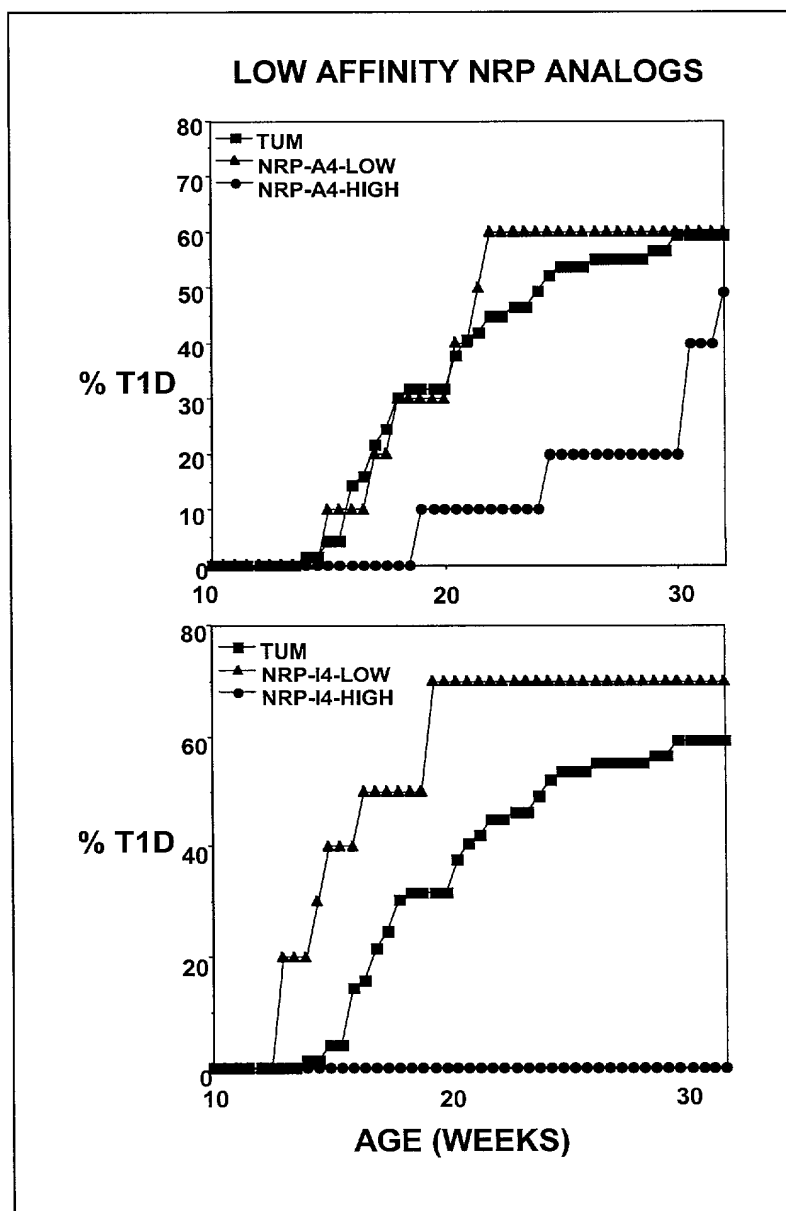 LOW AFFINITY NRP ANALOGS
80
70
60
50
40
30
20
10
0
TUM
NRP-A4-LOW
NRP-A4-HIGH
% T1D
10
20
30
80
60
40
20
0
TUM
NRP-I4-LOW
NRP-I4-HIGH
% T1D
10
20
30
AGE (WEEKS)